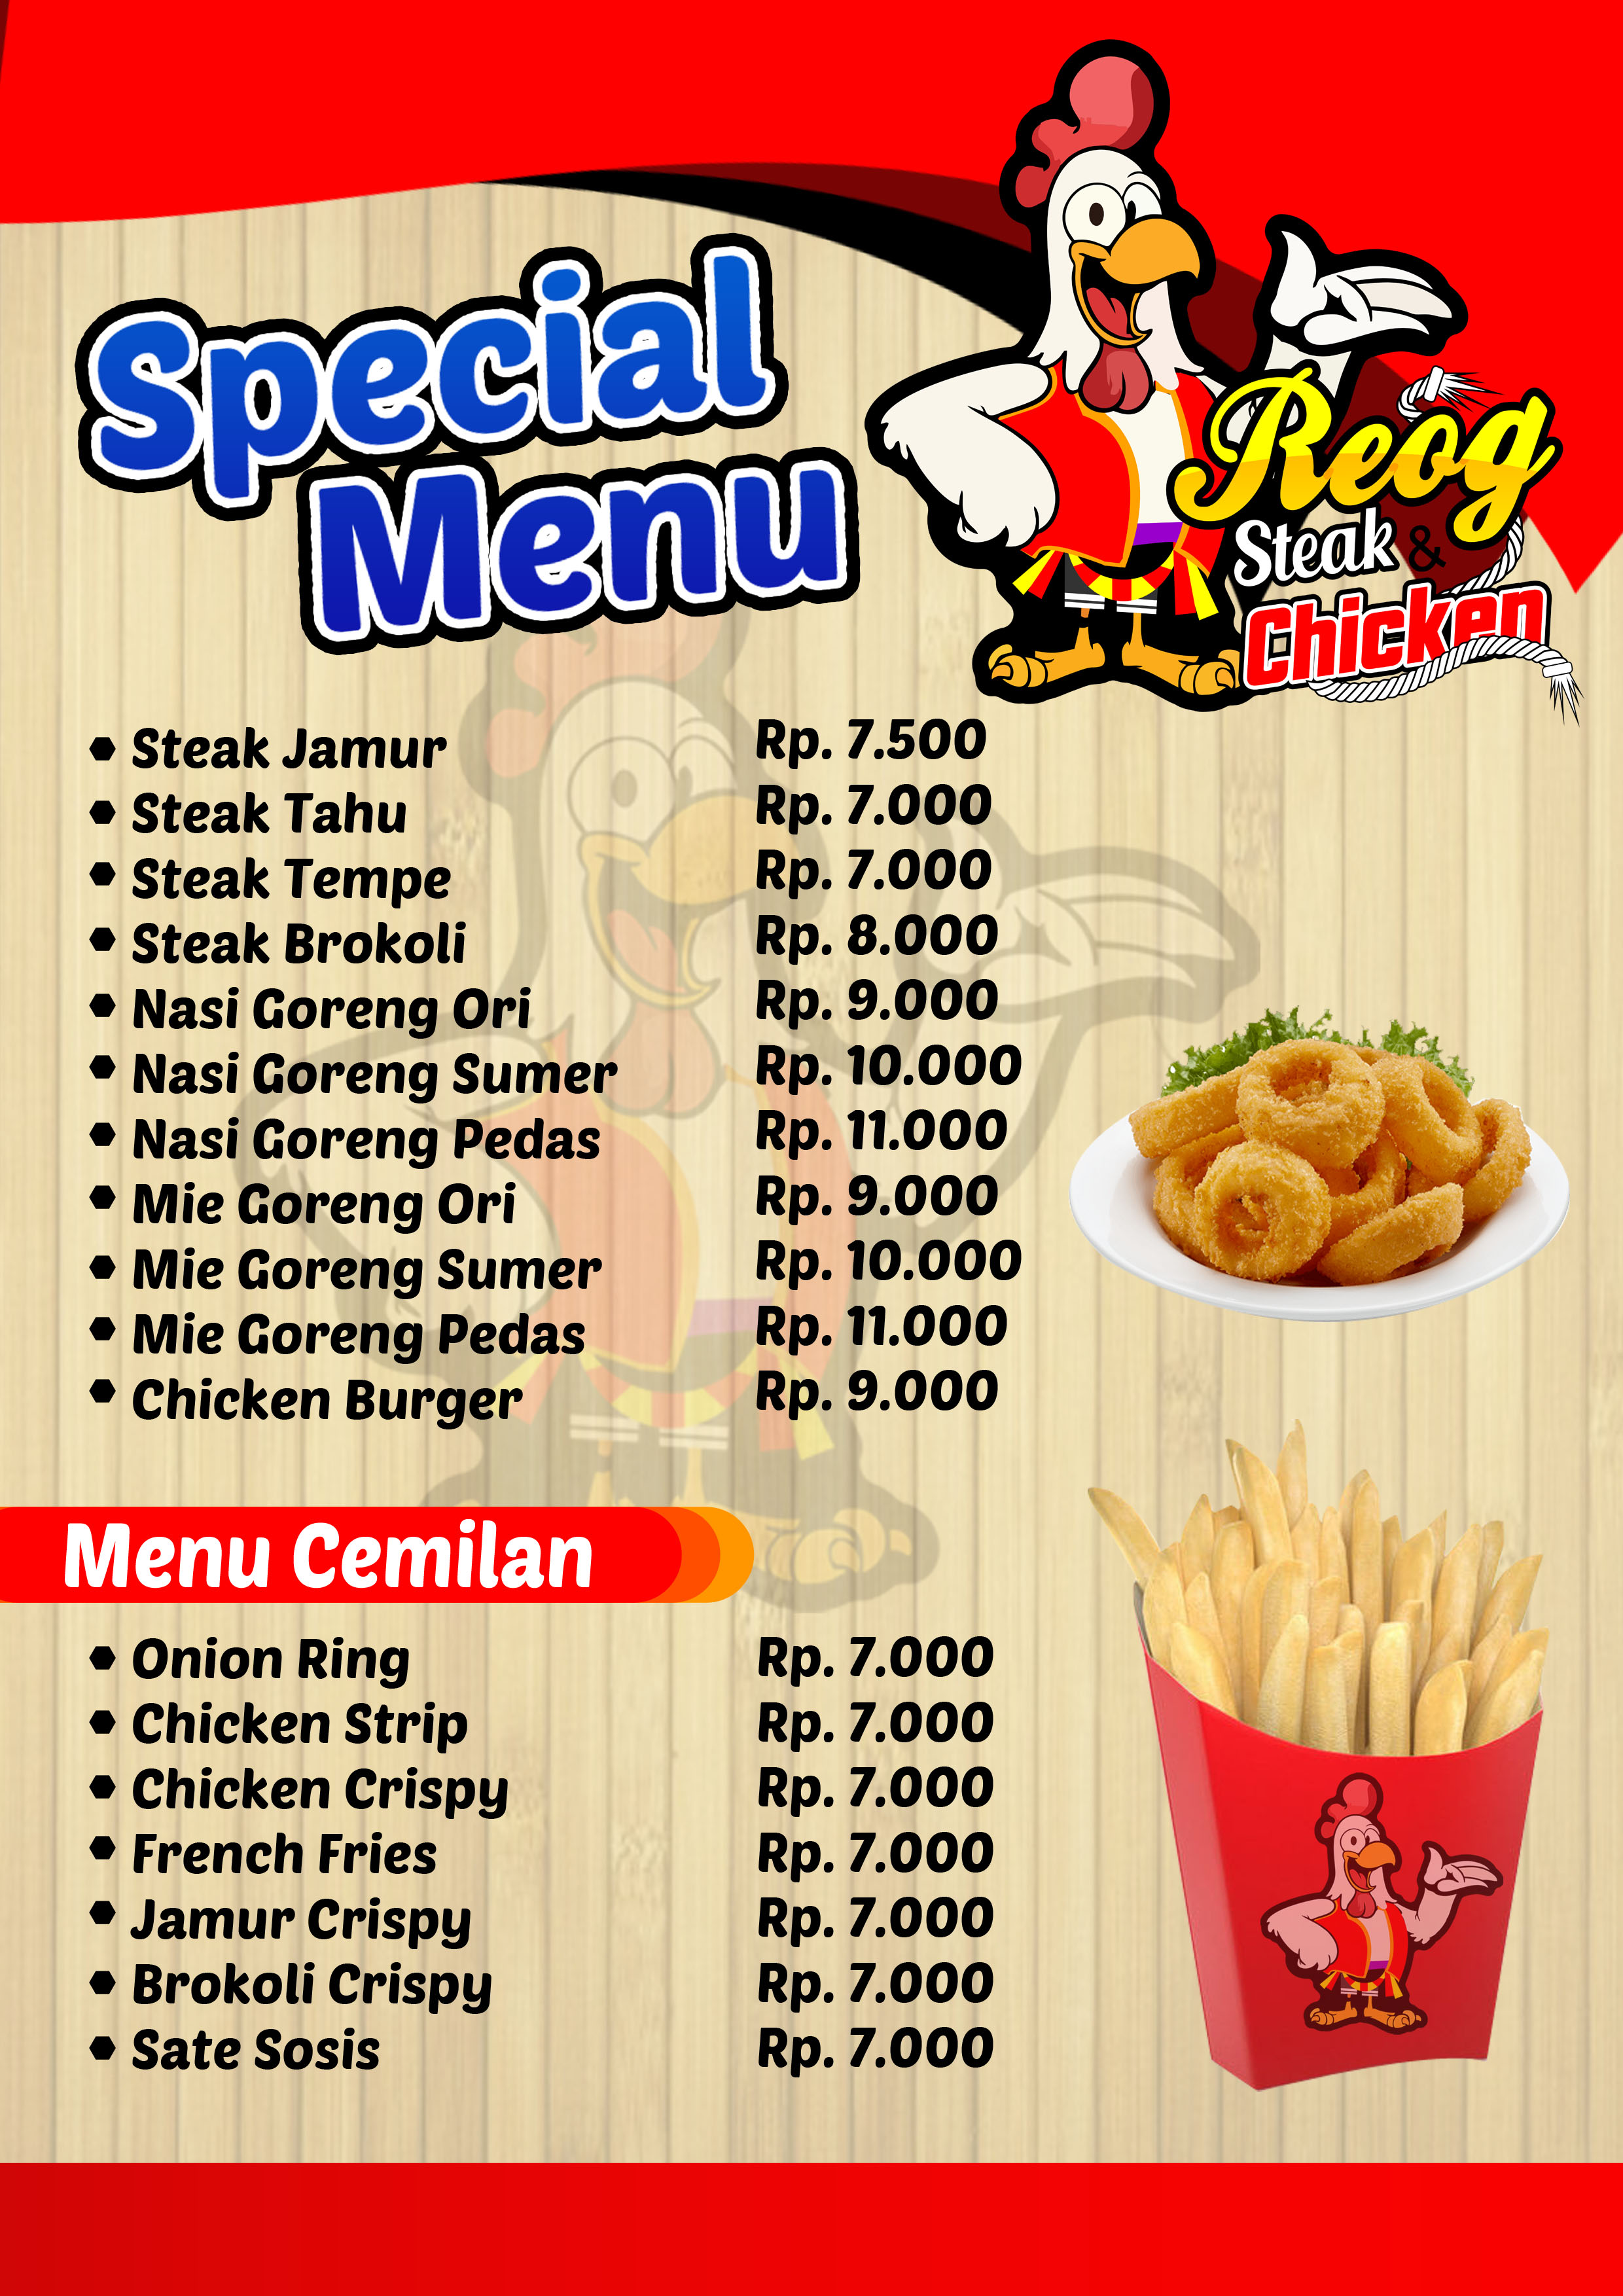 Special
Menu
Reog
Steak &
Chicken
Steak Jamur Rp. 7.500
Steak Tahu Rp. 7.000
Steak Tempe Rp. 7.000
Steak Brokoli Rp. 8.000
Nasi Goreng Ori Rp. 9.000
Nasi Goreng Sumer Rp. 10.000
Nasi Goreng Pedas Rp. 11.000
Mie Goreng Ori Rp. 9.000
Mie Goreng Sumer Rp. 10.000
Mie Goreng Pedas Rp. 11.000
Chicken Burger Rp. 9.000
Menu Cemilan
Onion Ring Rp. 7.000
Chicken Strip Rp. 7.000
Chicken Crispy Rp. 7.000
French Fries Rp. 7.000
Jamur Crispy Rp. 7.000
Brokoli Crispy Rp. 7.000
Sate Sosis Rp. 7.000